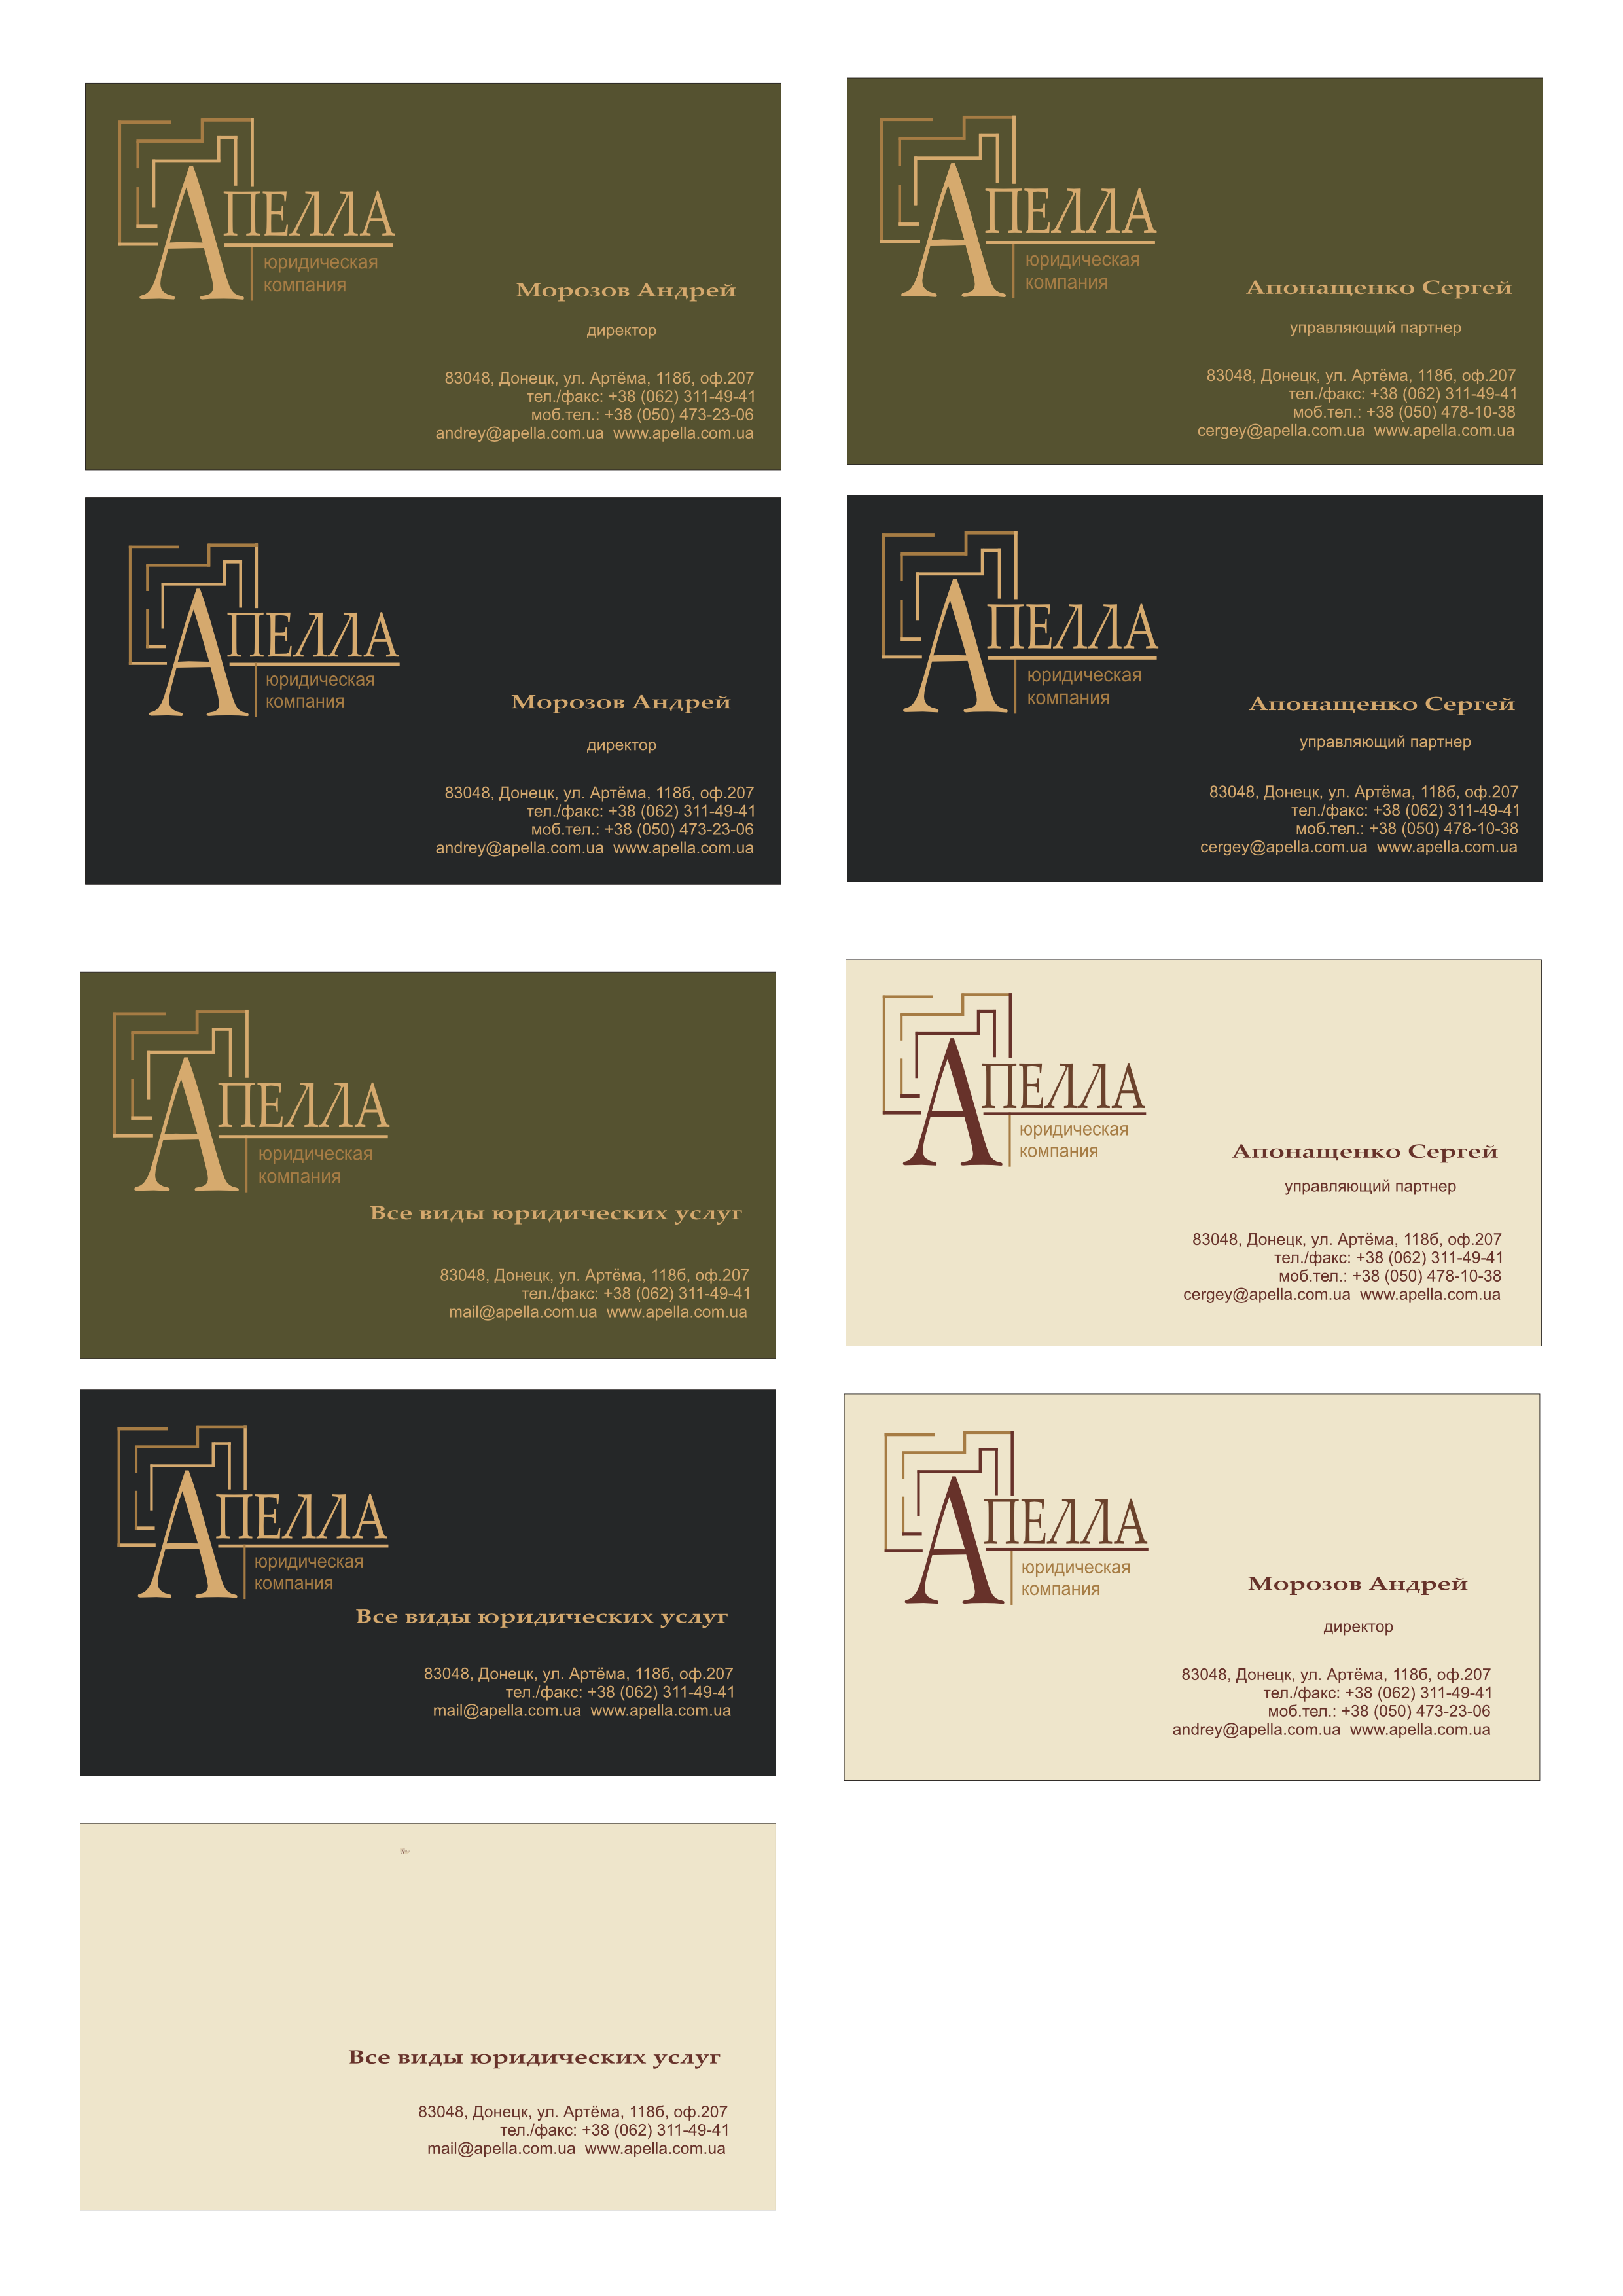 Апелла
юридическая
компания
Морозов Андрей
директор
83048, Донецк, ул. Артёма, 118б, оф.207
тел./факс: +38 (062) 311-49-41
моб.тел.: +38 (050) 473-23-06
andrey@apella.com.ua www.apella.com.ua
Апелла
юридическая
компания
Апонащенко Сергей
управляющий партнер
83048, Донецк, ул. Артёма, 118б, оф.207
тел./факс: +38 (062) 311-49-41
моб.тел.: +38 (050) 478-10-38
cergey@apella.com.ua www.apella.com.ua
Апелла
юридическая
компания
Морозов Андрей
директор
83048, Донецк, ул. Артёма, 118б, оф.207
тел./факс: +38 (062) 311-49-41
моб.тел.: +38 (050) 473-23-06
andrey@apella.com.ua www.apella.com.ua
Апелла
юридическая
компания
Апонащенко Сергей
управляющий партнер
83048, Донецк, ул. Артёма, 118б, оф.207
тел./факс: +38 (062) 311-49-41
моб.тел.: +38 (050) 478-10-38
cergey@apella.com.ua www.apella.com.ua
Апелла
юридическая
компания
Все виды юридических услуг
83048, Донецк, ул. Артёма, 118б, оф.207
тел./факс: +38 (062) 311-49-41
mail@apella.com.ua www.apella.com.ua
Апелла
юридическая
компания
Апонащенко Сергей
управляющий партнер
83048, Донецк, ул. Артёма, 118б, оф.207
тел./факс: +38 (062) 311-49-41
моб.тел.: +38 (050) 478-10-38
cergey@apella.com.ua www.apella.com.ua
Апелла
юридическая
компания
Все виды юридических услуг
83048, Донецк, ул. Артёма, 118б, оф.207
тел./факс: +38 (062) 311-49-41
mail@apella.com.ua www.apella.com.ua
Апелла
юридическая
компания
Морозов Андрей
директор
83048, Донецк, ул. Артёма, 118б, оф.207
тел./факс: +38 (062) 311-49-41
моб.тел.: +38 (050) 473-23-06
andrey@apella.com.ua www.apella.com.ua
Все виды юридических услуг
83048, Донецк, ул. Артёма, 118б, оф.207
тел./факс: +38 (062) 311-49-41
mail@apella.com.ua www.apella.com.ua